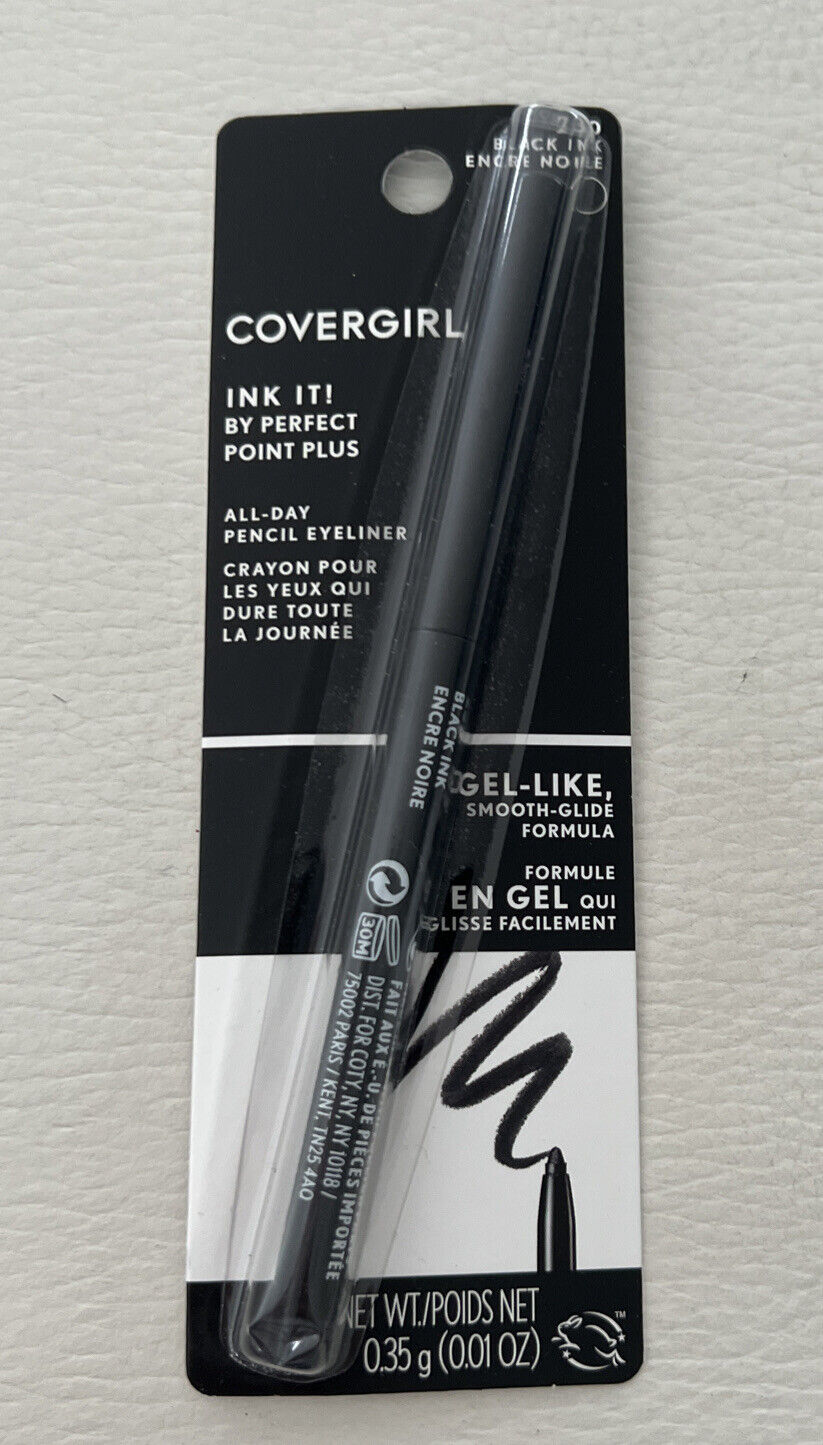 230
BLACK INK
ENCRE NOIRE
COVERGIRL
INK IT!
BY PERFECT
POINT PLUS
ALL-DAY
PENCIL EYELINER
CRAYON POUR
LES YEUX QUI
DURE TOUTE
LA JOURNÉE
BLACK INK
ENCRE NOIRE
GEL-LIKE,
SMOOTH-GLIDE
FORMULA
FORMULE
EN GEL QUI
GLISSE FACILEMENT
30M
FAIT AUX É.-U. DE PIÈCES IMPORTÉE
DIST. FOR COTY, NY, NY 10118 /
75002 PARIS / KENT, TN25 4AQ
NET WT./POIDS NET
0.35 g (0.01 OZ)
TM